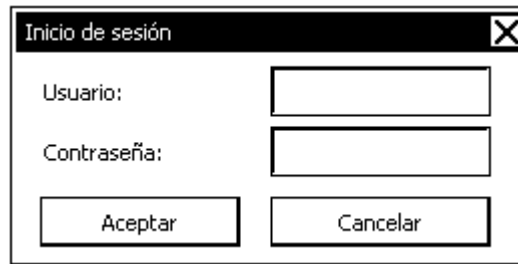 Inicio de sesión
Usuario:
Contraseña:
Aceptar Cancelar